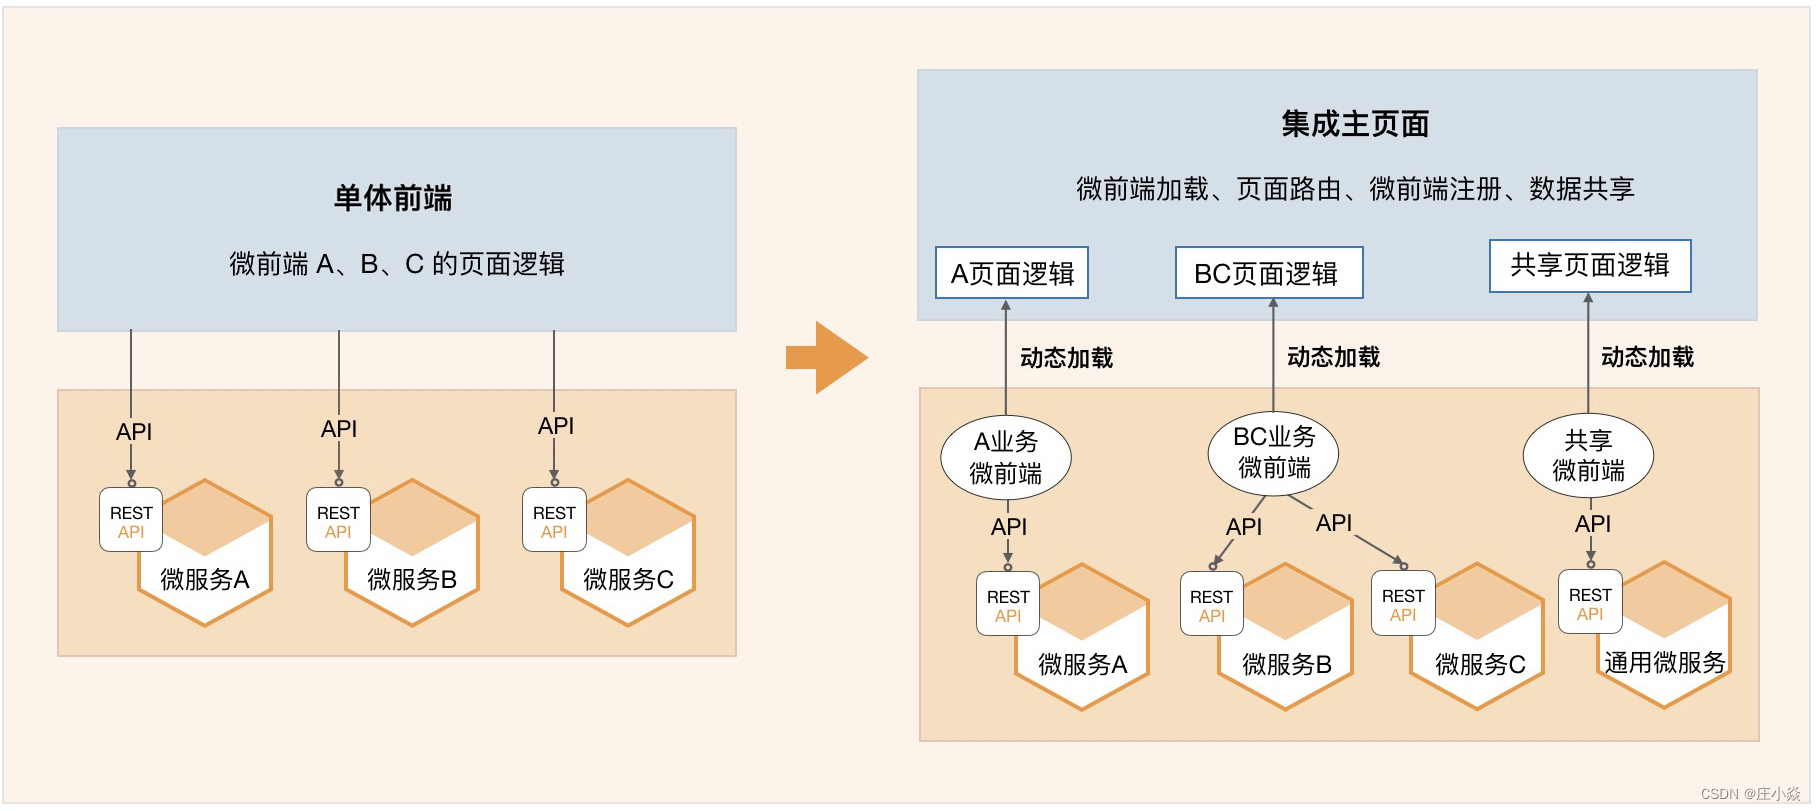 单体前端
微前端 A、B、C 的页面逻辑
API
API
API
REST
API
REST
API
REST
API
微服务A
微服务B
微服务C
集成主页面
微前端加载、页面路由、微前端注册、数据共享
A页面逻辑
BC页面逻辑
共享页面逻辑
动态加载
动态加载
动态加载
A业务
微前端
BC业务
微前端
共享
微前端
API
API
API
API
REST
API
REST
API
REST
API
REST
API
微服务A
微服务B
微服务C
通用微服务
CSDN @庄小焱